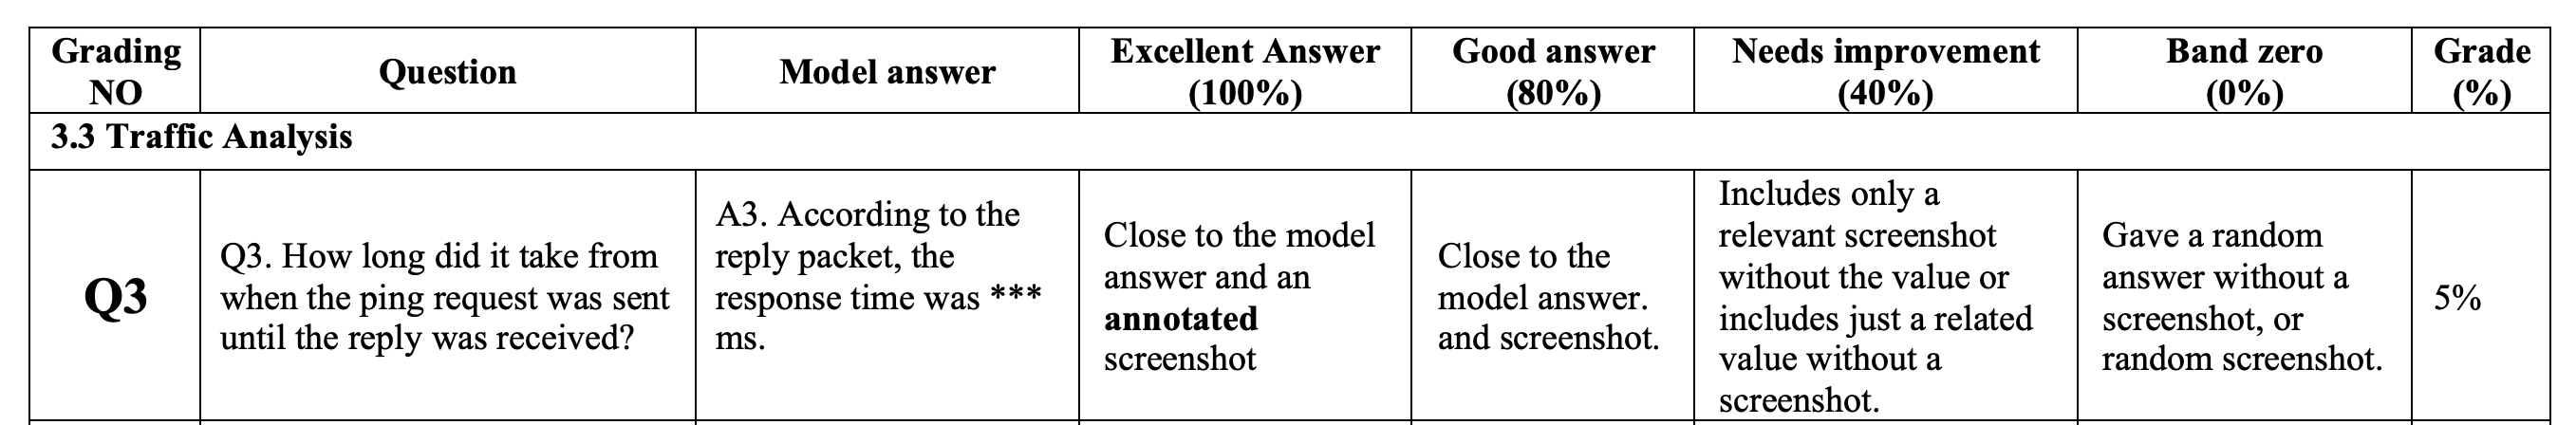 Grading
NO
Question
Model answer
Excellent Answer
(100%)
Good answer
(80%)
Needs improvement
(40%)
Band zero
(0%)
Grade
(%)
3.3 Traffic Analysis
Q3
Q3. How long did it take from
when the ping request was sent
until the reply was received?
A3. According to the
reply packet, the
response time was ***
ms.
Close to the model
answer and an
annotated
screenshot
Close to the
model answer.
and screenshot.
Includes only a
relevant screenshot
without the value or
includes just a related
value without a
screenshot.
Gave a random
answer without a
screenshot, or
random screenshot.
5%